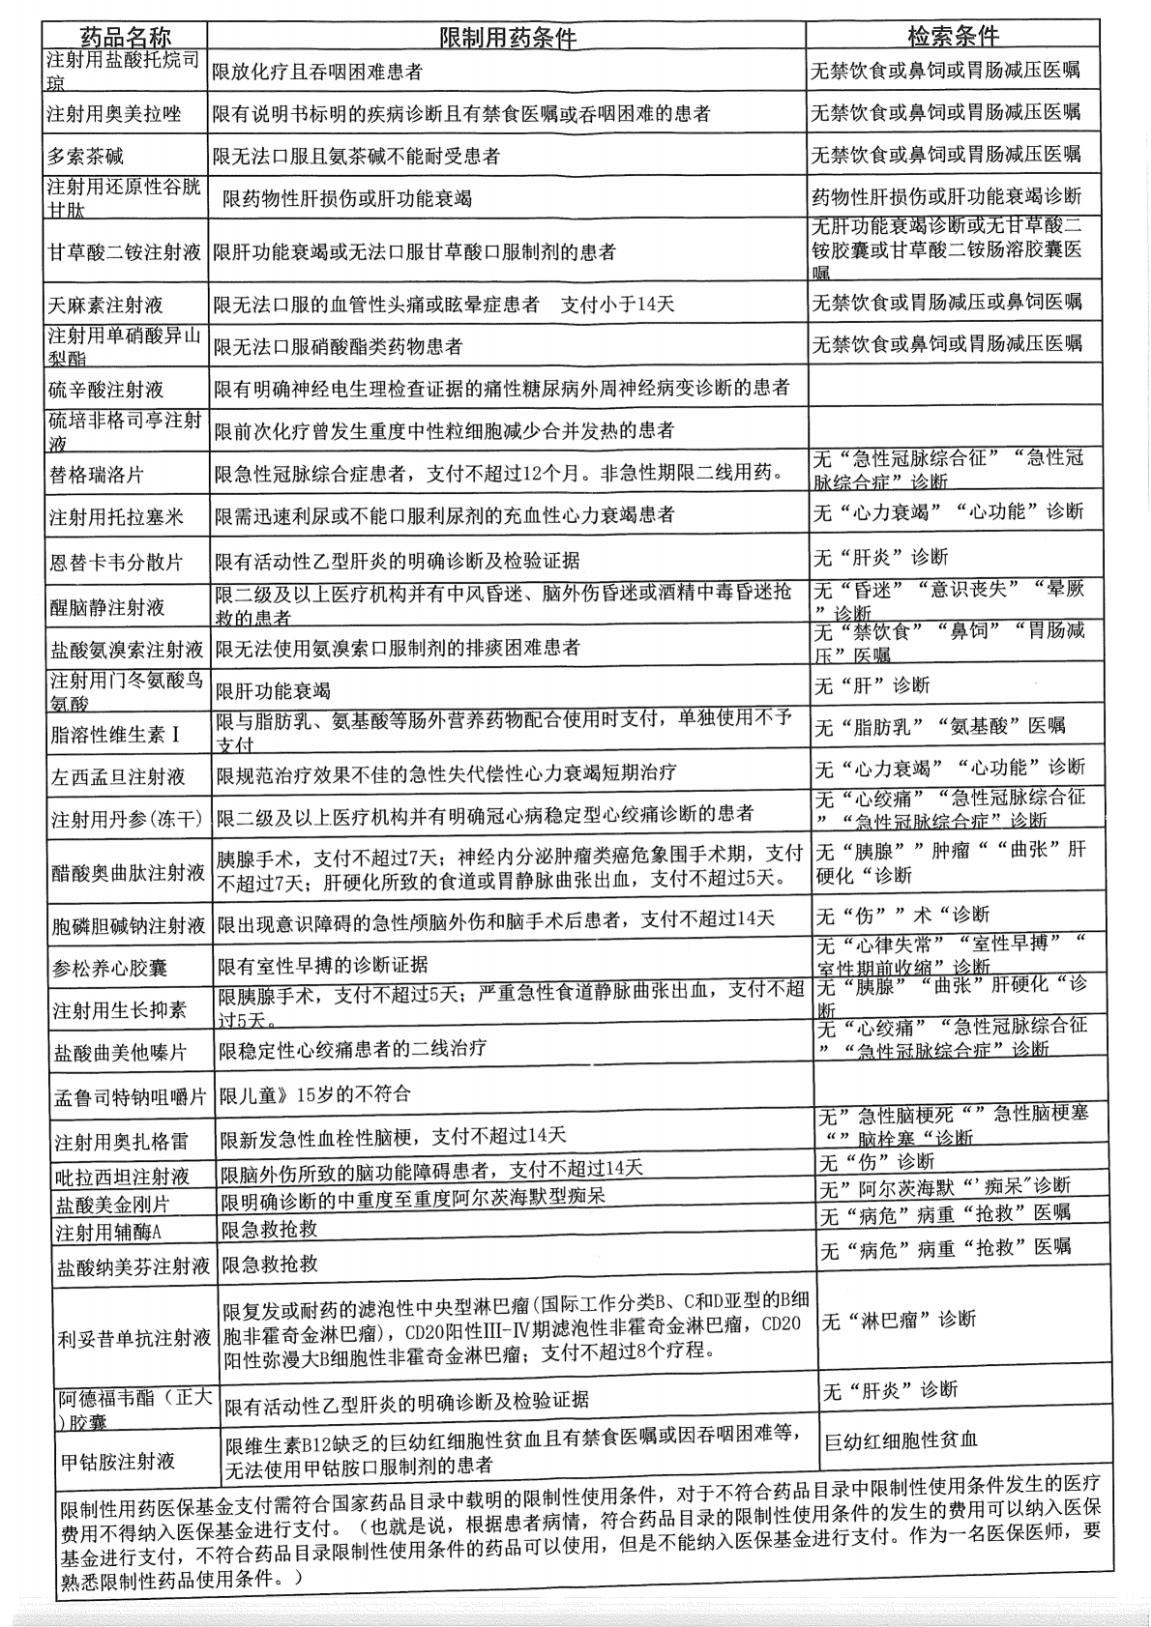 药品名称 限制用药条件 检索条件
注射用盐酸托烷司
琼
限放化疗且吞咽困难患者
无禁饮食或鼻饲或胃肠减压医嘱
注射用奥美拉唑
限有说明书标明的疾病诊断且有禁食医嘱或吞咽困难的患者
无禁饮食或鼻饲或胃肠减压医嘱
多索茶碱
限无法口服且氨茶碱不能耐受患者
无禁饮食或鼻饲或胃肠减压医嘱
注射用还原性谷胱
甘肽
限药物性肝损伤或肝功能衰竭
药物性肝损伤或肝功能衰竭诊断
甘草酸二铵注射液
限肝功能衰竭或无法口服甘草酸口服制剂的患者
无肝功能衰竭诊断或无甘草酸二
铵胶囊或甘草酸二铵肠溶胶囊医
嘱
天麻素注射液
限无法口服的血管性头痛或眩晕症患者 支付小于14天
无禁饮食或胃肠减压或鼻饲医嘱
注射用单硝酸异山
梨酯
限无法口服硝酸酯类药物患者
无禁饮食或鼻饲或胃肠减压医嘱
硫辛酸注射液
限有明确神经电生理检查证据的痛性糖尿病外周神经病变诊断的患者
硫培非格司亭注射
液
限前次化疗曾发生重度中性粒细胞减少合并发热的患者
替格瑞洛片
限急性冠脉综合症患者，支付不超过12个月。非急性期限二线用药。
无“急性冠脉综合征”“急性冠
脉综合症”诊断
注射用托拉塞米
限需迅速利尿或不能口服利尿剂的充血性心力衰竭患者
无“心力衰竭”“心功能”诊断
恩替卡韦分散片
限有活动性乙型肝炎的明确诊断及检验证据
无“肝炎”诊断
醒脑静注射液
限二级及以上医疗机构并有中风昏迷、脑外伤昏迷或酒精中毒昏迷抢
救的患者
无“昏迷”“意识丧失”“晕厥
”诊断
盐酸氨溴索注射液
限无法使用氨溴索口服制剂的排痰困难患者
无“禁饮食”“鼻饲”“胃肠减
压”医嘱
注射用门冬氨酸鸟
氨酸
限肝功能衰竭
无“肝”诊断
脂溶性维生素Ⅰ
限与脂肪乳、氨基酸等肠外营养药物配合使用时支付，单独使用不予
支付
无“脂肪乳”“氨基酸”医嘱
左西孟旦注射液
限规范治疗效果不佳的急性失代偿性心力衰竭短期治疗
无“心力衰竭”“心功能”诊断
注射用丹参(冻干)
限二级及以上医疗机构并有明确冠心病稳定型心绞痛诊断的患者
无“心绞痛”“急性冠脉综合征
”“急性冠脉综合症”诊断
醋酸奥曲肽注射液
胰腺手术，支付不超过7天；神经内分泌肿瘤类癌危象围手术期，支付
不超过7天；肝硬化所致的食道或胃静脉曲张出血，支付不超过5天。
无“胰腺””肿瘤““曲张”肝
硬化“诊断
胞磷胆碱钠注射液
限出现意识障碍的急性颅脑外伤和脑手术后患者，支付不超过14天
无“伤””术“诊断
参松养心胶囊
限有室性早搏的诊断证据
无“心律失常”“室性早搏”“
室性期前收缩”诊断
注射用生长抑素
限胰腺手术，支付不超过5天；严重急性食道静脉曲张出血，支付不超
过5天。
无“胰腺”“曲张”肝硬化“诊
断
盐酸曲美他嗪片
限稳定性心绞痛患者的二线治疗
无“心绞痛”“急性冠脉综合征
”“急性冠脉综合症”诊断
孟鲁司特钠咀嚼片
限儿童》15岁的不符合
注射用奥扎格雷
限新发急性血栓性脑梗，支付不超过14天
无”急性脑梗死“”急性脑梗塞
“”脑栓塞“诊断
吡拉西坦注射液
限脑外伤所致的脑功能障碍患者，支付不超过14天
无“伤”诊断
盐酸美金刚片
限明确诊断的中重度至重度阿尔茨海默型痴呆
无”阿尔茨海默“'痴呆"诊断
注射用辅酶A
限急救抢救
无“病危”病重“抢救”医嘱
盐酸纳美芬注射液
限急救抢救
无“病危”病重“抢救”医嘱
利妥昔单抗注射液
限复发或耐药的滤泡性中央型淋巴瘤(国际工作分类B、C和D亚型的B细
胞非霍奇金淋巴瘤)，CD20阳性Ⅲ-Ⅳ期滤泡性非霍奇金淋巴瘤，CD20
阳性弥漫大B细胞性非霍奇金淋巴瘤；支付不超过8个疗程。
无“淋巴瘤”诊断
阿德福韦酯（正大
)胶囊
限有活动性乙型肝炎的明确诊断及检验证据
无“肝炎”诊断
甲钴胺注射液
限维生素B12缺乏的巨幼红细胞性贫血且有禁食医嘱或因吞咽困难等，
无法使用甲钴胺口服制剂的患者
巨幼红细胞性贫血
限制性用药医保基金支付需符合国家药品目录中载明的限制性使用条件，对于不符合药品目录中限制性使用条件发生的医疗
费用不得纳入医保基金进行支付。（也就是说，根据患者病情，符合药品目录的限制性使用条件的发生的费用可以纳入医保
基金进行支付，不符合药品目录限制性使用条件的药品可以使用，但是不能纳入医保基金进行支付。作为一名医保医师，要
熟悉限制性药品使用条件。）